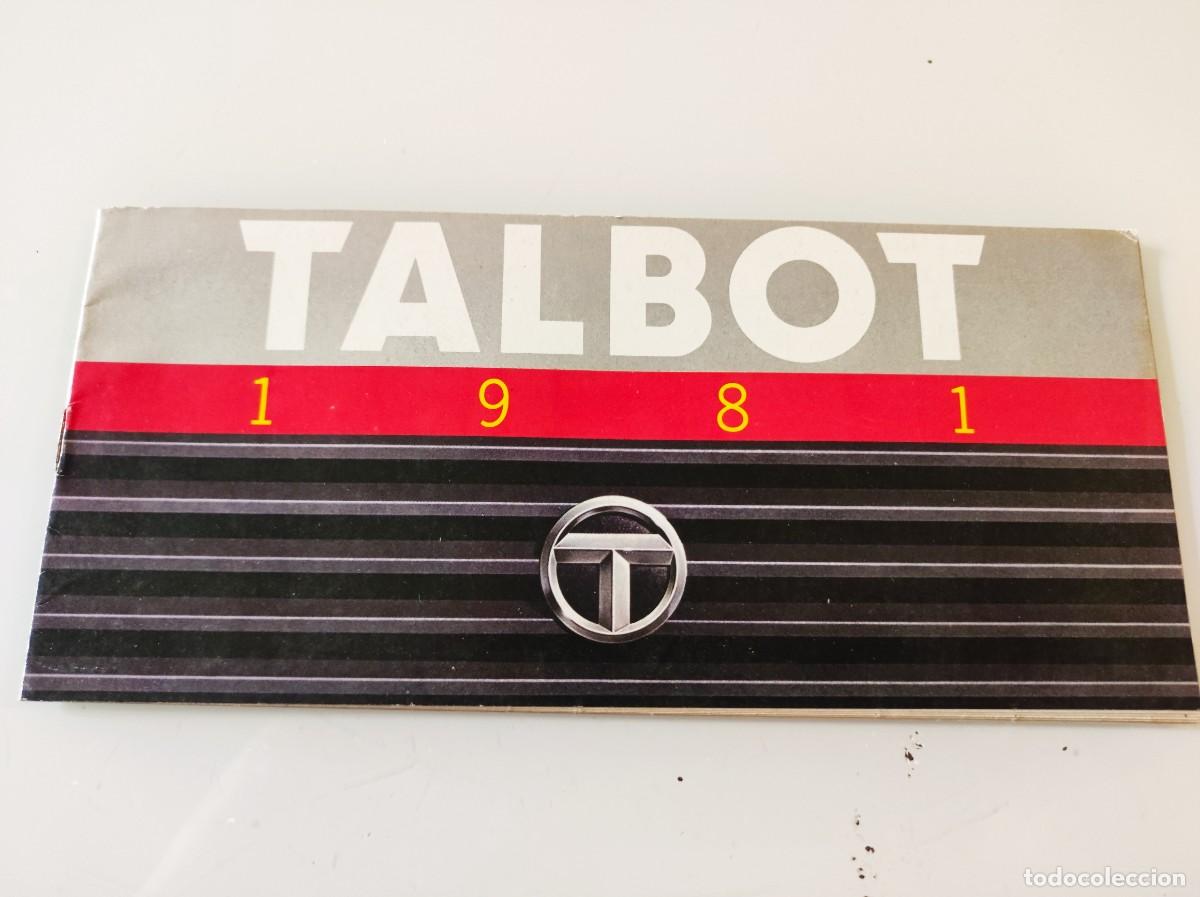 TALBOT
1 9 8 1
T
todocoleccion